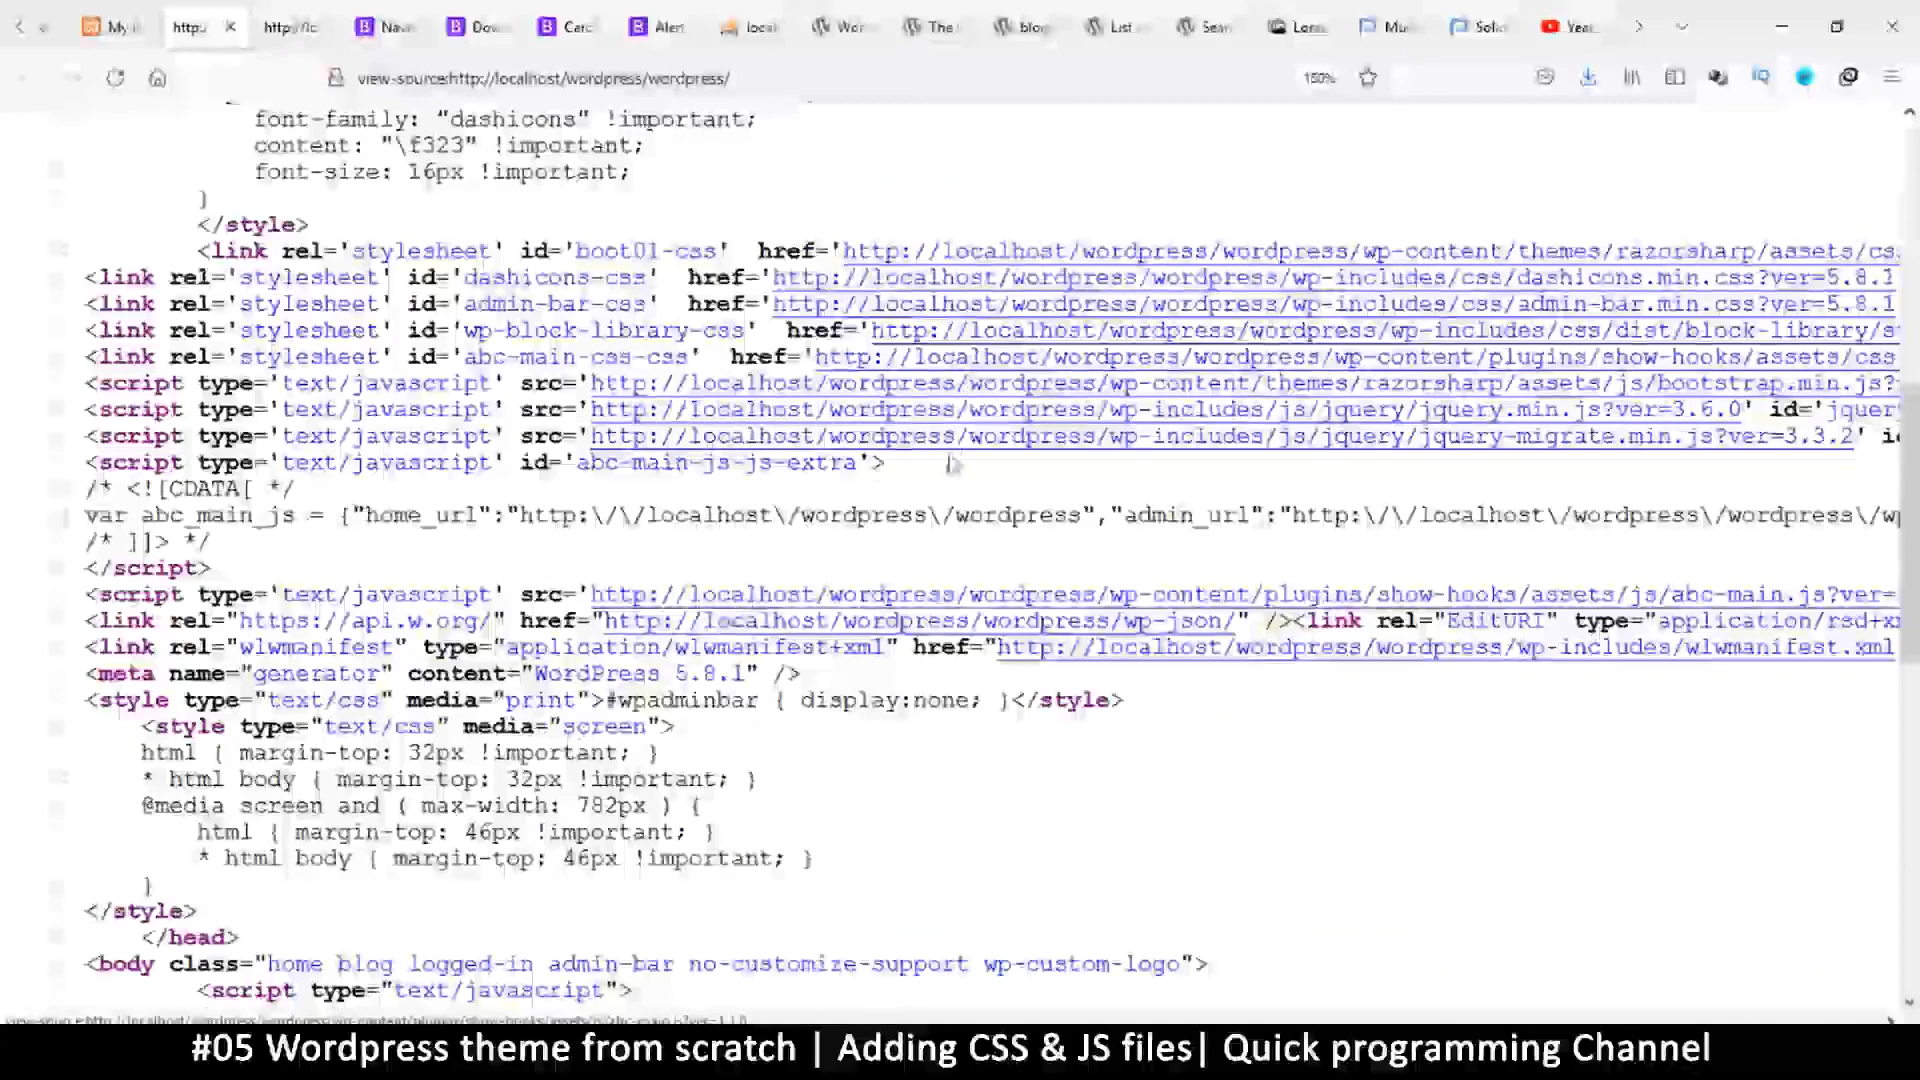 My
http:
http://lc
Nav
Dow
Card
Aler
local
Wor
The
blog
List
Sear
Lore
Mu
Soli
Year
view-source:http://localhost/wordpress/wordpress/
150%
font-family: "dashicons" !important;
content: "\f323" !important;
font-size: 16px !important;
}
</style>
<link rel='stylesheet' id='boot01-css'  href='http://localhost/wordpress/wordpress/wp-content/themes/razorsharp/assets/cs
<link rel='stylesheet' id='dashicons-css'  href='http://localhost/wordpress/wordpress/wp-includes/css/dashicons.min.css?ver=5.8.1
<link rel='stylesheet' id='admin-bar-css'  href='http://localhost/wordpress/wordpress/wp-includes/css/admin-bar.min.css?ver=5.8.1
<link rel='stylesheet' id='wp-block-library-css'  href='http://localhost/wordpress/wordpress/wp-includes/css/dist/block-library/s
<link rel='stylesheet' id='abc-main-css-css'  href='http://localhost/wordpress/wordpress/wp-content/plugins/show-hooks/assets/css
<script type='text/javascript' src='http://localhost/wordpress/wordpress/wp-content/themes/razorsharp/assets/js/bootstrap.min.js?
<script type='text/javascript' src='http://localhost/wordpress/wordpress/wp-includes/js/jquery/jquery.min.js?ver=3.6.0' id='jquer
<script type='text/javascript' src='http://localhost/wordpress/wordpress/wp-includes/js/jquery/jquery-migrate.min.js?ver=3.3.2' i
<script type='text/javascript' id='abc-main-js-js-extra'>
/* <![CDATA[ */
var abc_main_js = {"home_url":"http:\/\/localhost\/wordpress\/wordpress","admin_url":"http:\/\/localhost\/wordpress\/wordpress\/w
/* ]]> */
</script>
<script type='text/javascript' src='http://localhost/wordpress/wordpress/wp-content/plugins/show-hooks/assets/js/abc-main.js?ver=
<link rel="https://api.w.org/" href="http://localhost/wordpress/wordpress/wp-json/" /><link rel="EditURI" type="application/rsd+x
<link rel="wlwmanifest" type="application/wlwmanifest+xml" href="http://localhost/wordpress/wordpress/wp-includes/wlwmanifest.xml
<meta name="generator" content="WordPress 5.8.1" />
<style type="text/css" media="print">#wpadminbar { display:none; }</style>
<style type="text/css" media="screen">
html { margin-top: 32px !important; }
* html body { margin-top: 32px !important; }
@media screen and ( max-width: 782px ) {
html { margin-top: 46px !important; }
* html body { margin-top: 46px !important; }
}
</style>
</head>
<body class="home blog logged-in admin-bar no-customize-support wp-custom-logo">
<script type="text/javascript">
#05 Wordpress theme from scratch | Adding CSS & JS files| Quick programming Channel